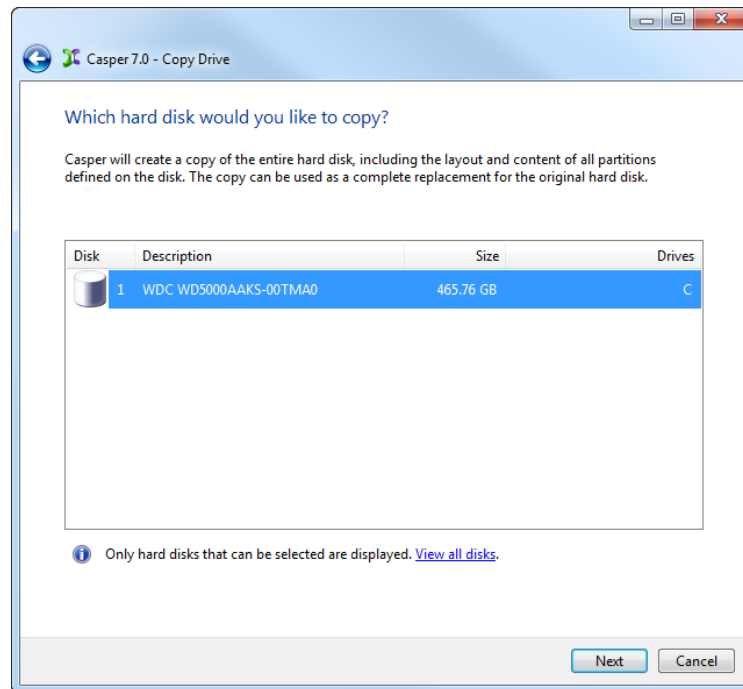 Casper 7.0 - Copy Drive
Which hard disk would you like to copy?
Casper will create a copy of the entire hard disk, including the layout and content of all partitions
defined on the disk. The copy can be used as a complete replacement for the original hard disk.
Disk Description Size Drives
1 WDC WD5000AAKS-00TMA0 465.76 GB C
Only hard disks that can be selected are displayed. View all disks.
Next Cancel